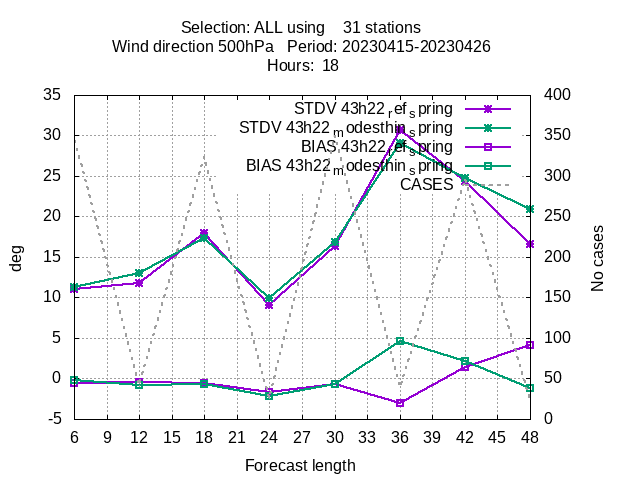 Selection: ALL using    31 stations
Wind direction 500hPa   Period: 20230415-20230426
Hours:  18
35
30
25
20
15
10
5
0
-5
400
350
300
250
200
150
100
50
0
6 9 12 15 18 21 24 27 30 33 36 39 42 45 48
deg
No cases
Forecast length
STDV 43h22 ref spring
STDV 43h22 modesthin spring
BIAS 43h22 ref spring
BIAS 43h22 modesthin spring
CASES